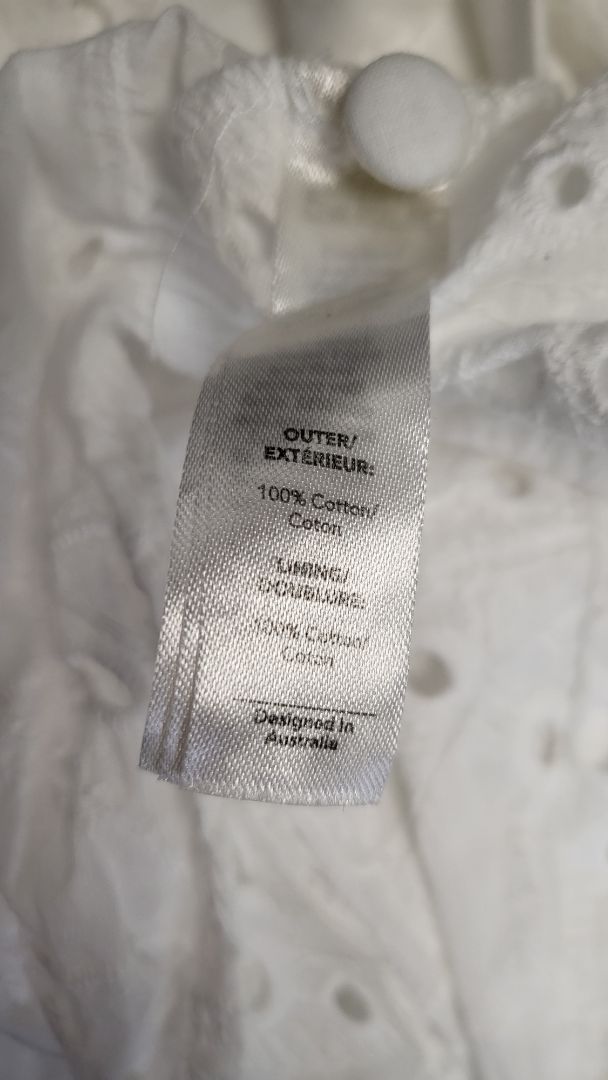 OUTER/
EXTÉRIEUR:
100% Cotton/
Coton
LINING/
DOUBLURE:
100% Cotton/
Coton
Designed in
Australia